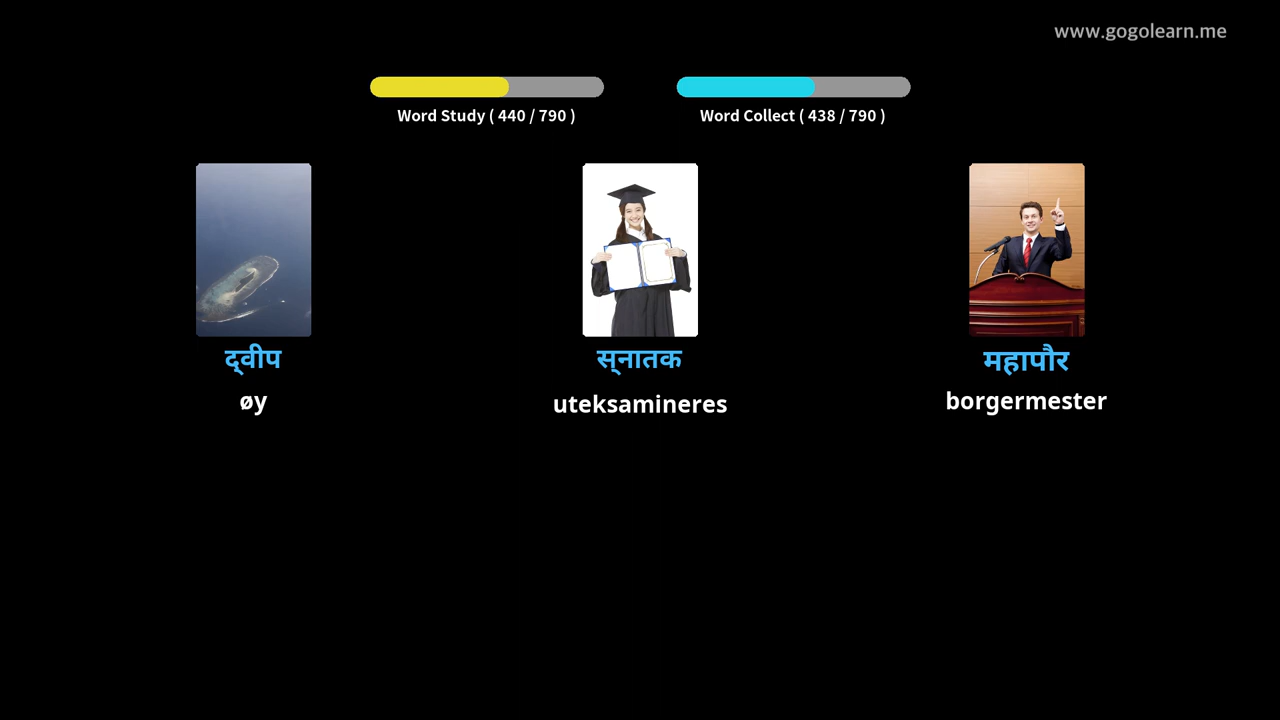 www.gogolearn.me
Word Study ( 440 / 790 )
Word Collect ( 438 / 790 )
द्‌वीप
स्‌नातक
महापौर
øy
uteksamineres
borgermester